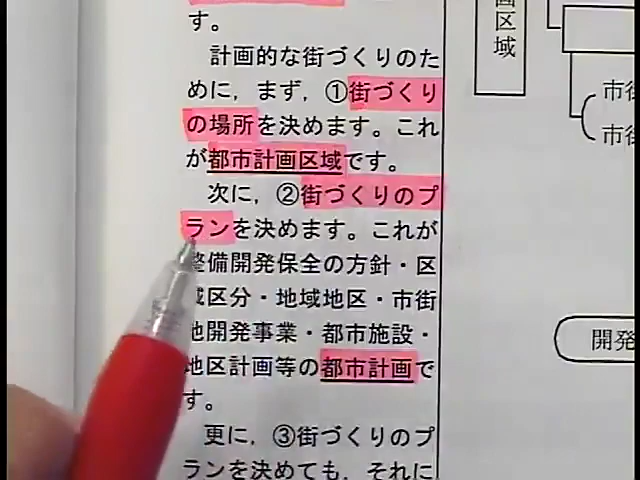 す。
計画的な街づくりのた
めに，まず，①街づくり
の場所を決めます。これ
が都市計画区域です。
次に，②街づくりのプ
ランを決めます。これが
整備開発保全の方針・区
域区分・地域地区・市街
地開発事業・都市施設・
地区計画等の都市計画で
す。
更に，③街づくりのプ
ランを決めても，それに
区域
市街
市街
開発